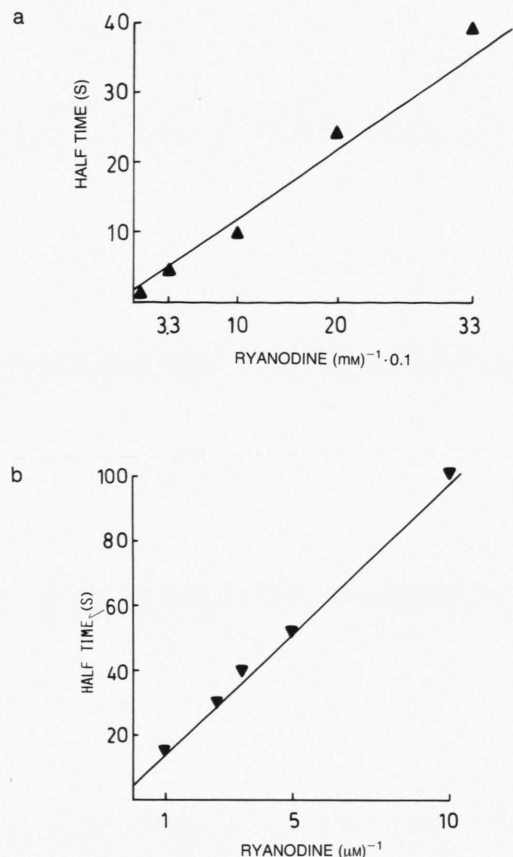 a
40
30
20
10
HALF TIME (S)
3,3 10 20 33
RYANODINE (mM)⁻¹·0.1
b
100
80
60
40
20
HALF TIME (S)
1 5 10
RYANODINE (µM)⁻¹